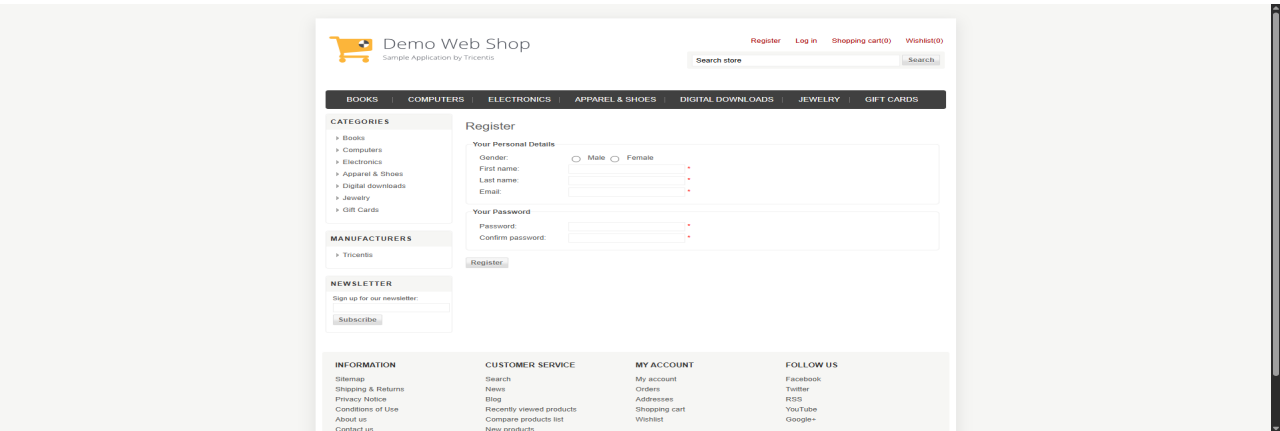 Demo Web Shop
Sample Application by Tricentis
Register Log in Shopping cart(0) Wishlist(0)
Search store Search
BOOKS | COMPUTERS | ELECTRONICS | APPAREL & SHOES | DIGITAL DOWNLOADS | JEWELRY | GIFT CARDS
CATEGORIES
Books
Computers
Electronics
Apparel & Shoes
Digital downloads
Jewelry
Gift Cards
MANUFACTURERS
Tricentis
NEWSLETTER
Sign up for our newsletter:
Subscribe
Register
Your Personal Details
Gender: Male Female
First name: *
Last name: *
Email: *
Your Password
Password: *
Confirm password: *
Register
INFORMATION
Sitemap
Shipping & Returns
Privacy Notice
Conditions of Use
About us
Contact us
CUSTOMER SERVICE
Search
News
Blog
Recently viewed products
Compare products list
New products
MY ACCOUNT
My account
Orders
Addresses
Shopping cart
Wishlist
FOLLOW US
Facebook
Twitter
RSS
YouTube
Google+